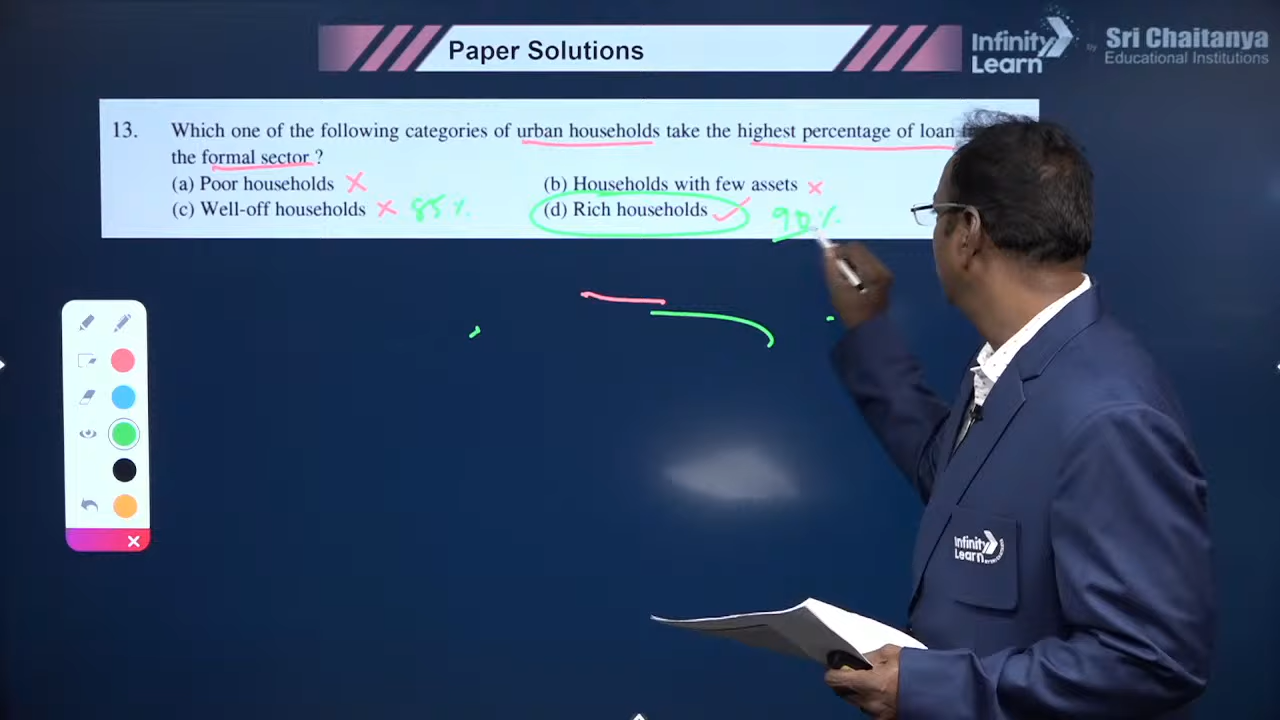 Paper Solutions
Infinity Learn
by Sri Chaitanya
Educational Institutions
13. Which one of the following categories of urban households take the highest percentage of loan
the formal sector ?
(a) Poor households (b) Households with few assets
(c) Well-off households 85% (d) Rich households 90%
Infinity
Learn